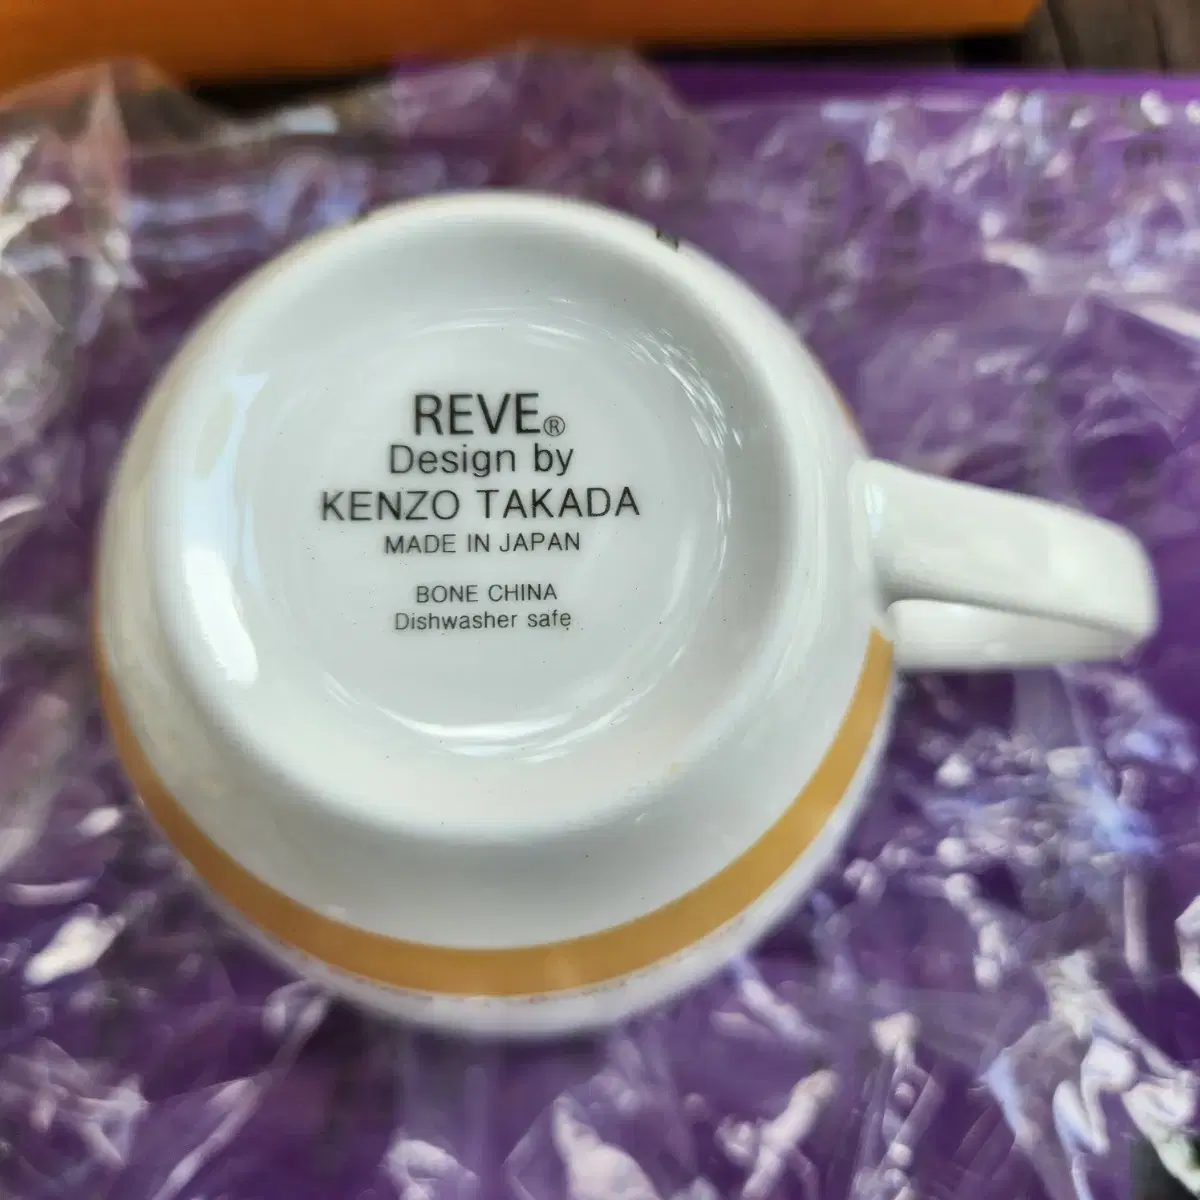 REVE®
Design by
KENZO TAKADA
MADE IN JAPAN
BONE CHINA
Dishwasher safe